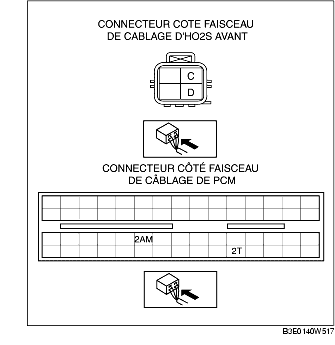 CONNECTEUR COTE FAISCEAU
DE CABLAGE D'HO2S AVANT
C
D
CONNECTEUR CÔTÉ FAISCEAU
DE CÂBLAGE DE PCM
2AM
2T
B3E0140W517